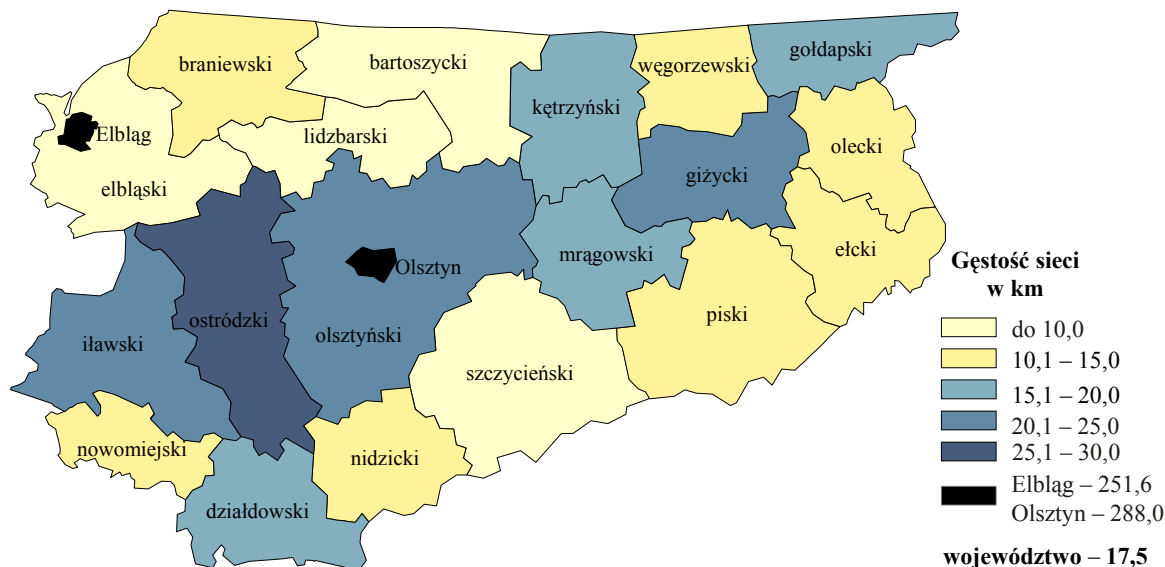 gołdapski
braniewski
bartoszycki
węgorzewski
kętrzyński
Elbląg
lidzbarski
olecki
elbląski
giżycki
mrągowski
ełcki
Olsztyn
ostródzki
piski
olsztyński
iławski
szczycieński
nowomiejski
nidzicki
działdowski
Gęstość sieci
w km
do 10,0
10,1 – 15,0
15,1 – 20,0
20,1 – 25,0
25,1 – 30,0
Elbląg – 251,6
Olsztyn – 288,0
województwo – 17,5